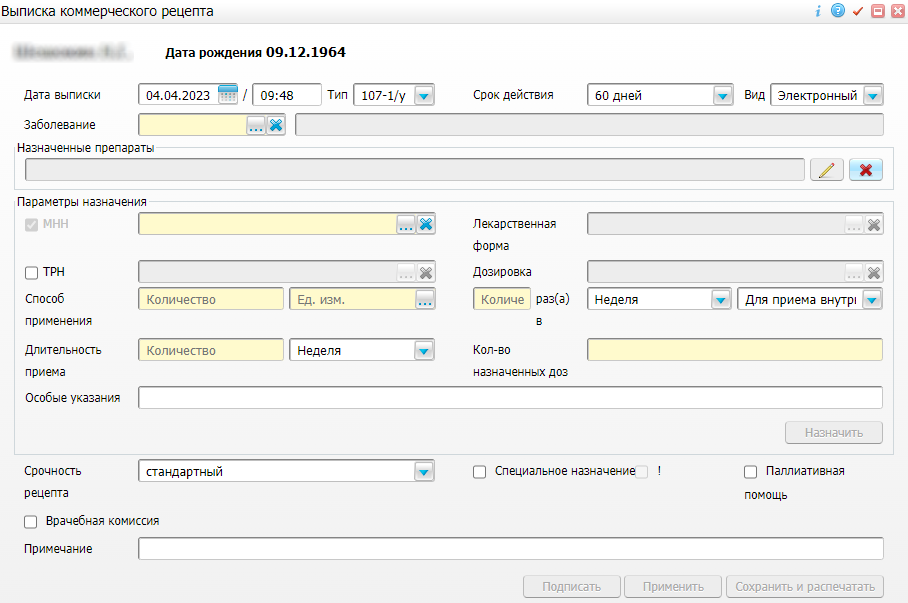 Выписка коммерческого рецепта
Дата рождения 09.12.1964
Дата выписки 04.04.2023 / 09:48 Тип 107-1/у Срок действия 60 дней Вид Электронный
Заболевание ...
Назначенные препараты
Параметры назначения
МНН ... Лекарственная форма ...
ТРН ... Дозировка ...
Способ применения Количество Ед. изм. ... Количе раз(а) в Неделя Для приема внутрь
Длительность приема Количество Неделя Кол-во назначенных доз
Особые указания
Назначить
Срочность рецепта стандартный Специальное назначение ! Паллиативная помощь
Врачебная комиссия
Примечание
Подписать Применить Сохранить и распечатать